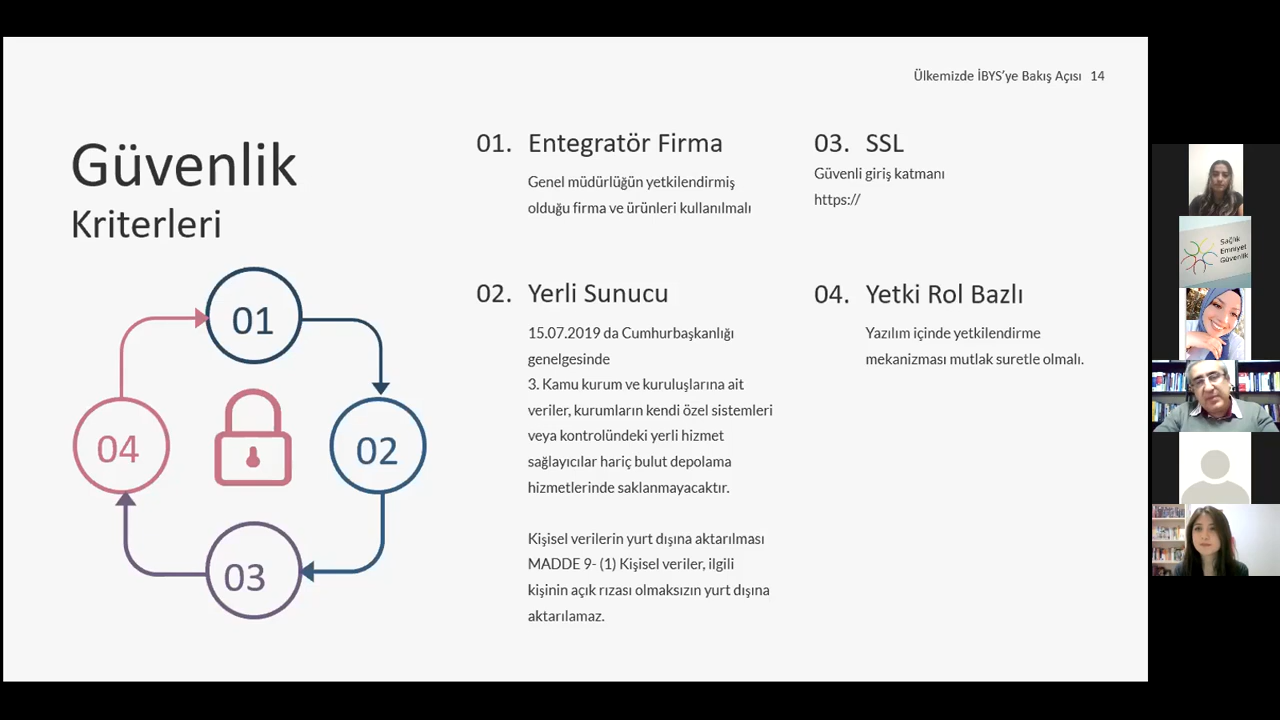 Ülkemizde İBYS'ye Bakış Açısı 14
Güvenlik
Kriterleri
01
02
03
04
01. Entegratör Firma
Genel müdürlüğün yetkilendirmiş
olduğu firma ve ürünleri kullanılmalı
02. Yerli Sunucu
15.07.2019 da Cumhurbaşkanlığı
genelgesinde
3. Kamu kurum ve kuruluşlarına ait
veriler, kurumların kendi özel sistemleri
veya kontrolündeki yerli hizmet
sağlayıcılar hariç bulut depolama
hizmetlerinde saklanmayacaktır.
Kişisel verilerin yurt dışına aktarılması
MADDE 9- (1) Kişisel veriler, ilgili
kişinin açık rızası olmaksızın yurt dışına
aktarılamaz.
03. SSL
Güvenli giriş katmanı
https://
04. Yetki Rol Bazlı
Yazılım içinde yetkilendirme
mekanizması mutlak suretle olmalı.
Sağlık
Emniyet
Güvenlik